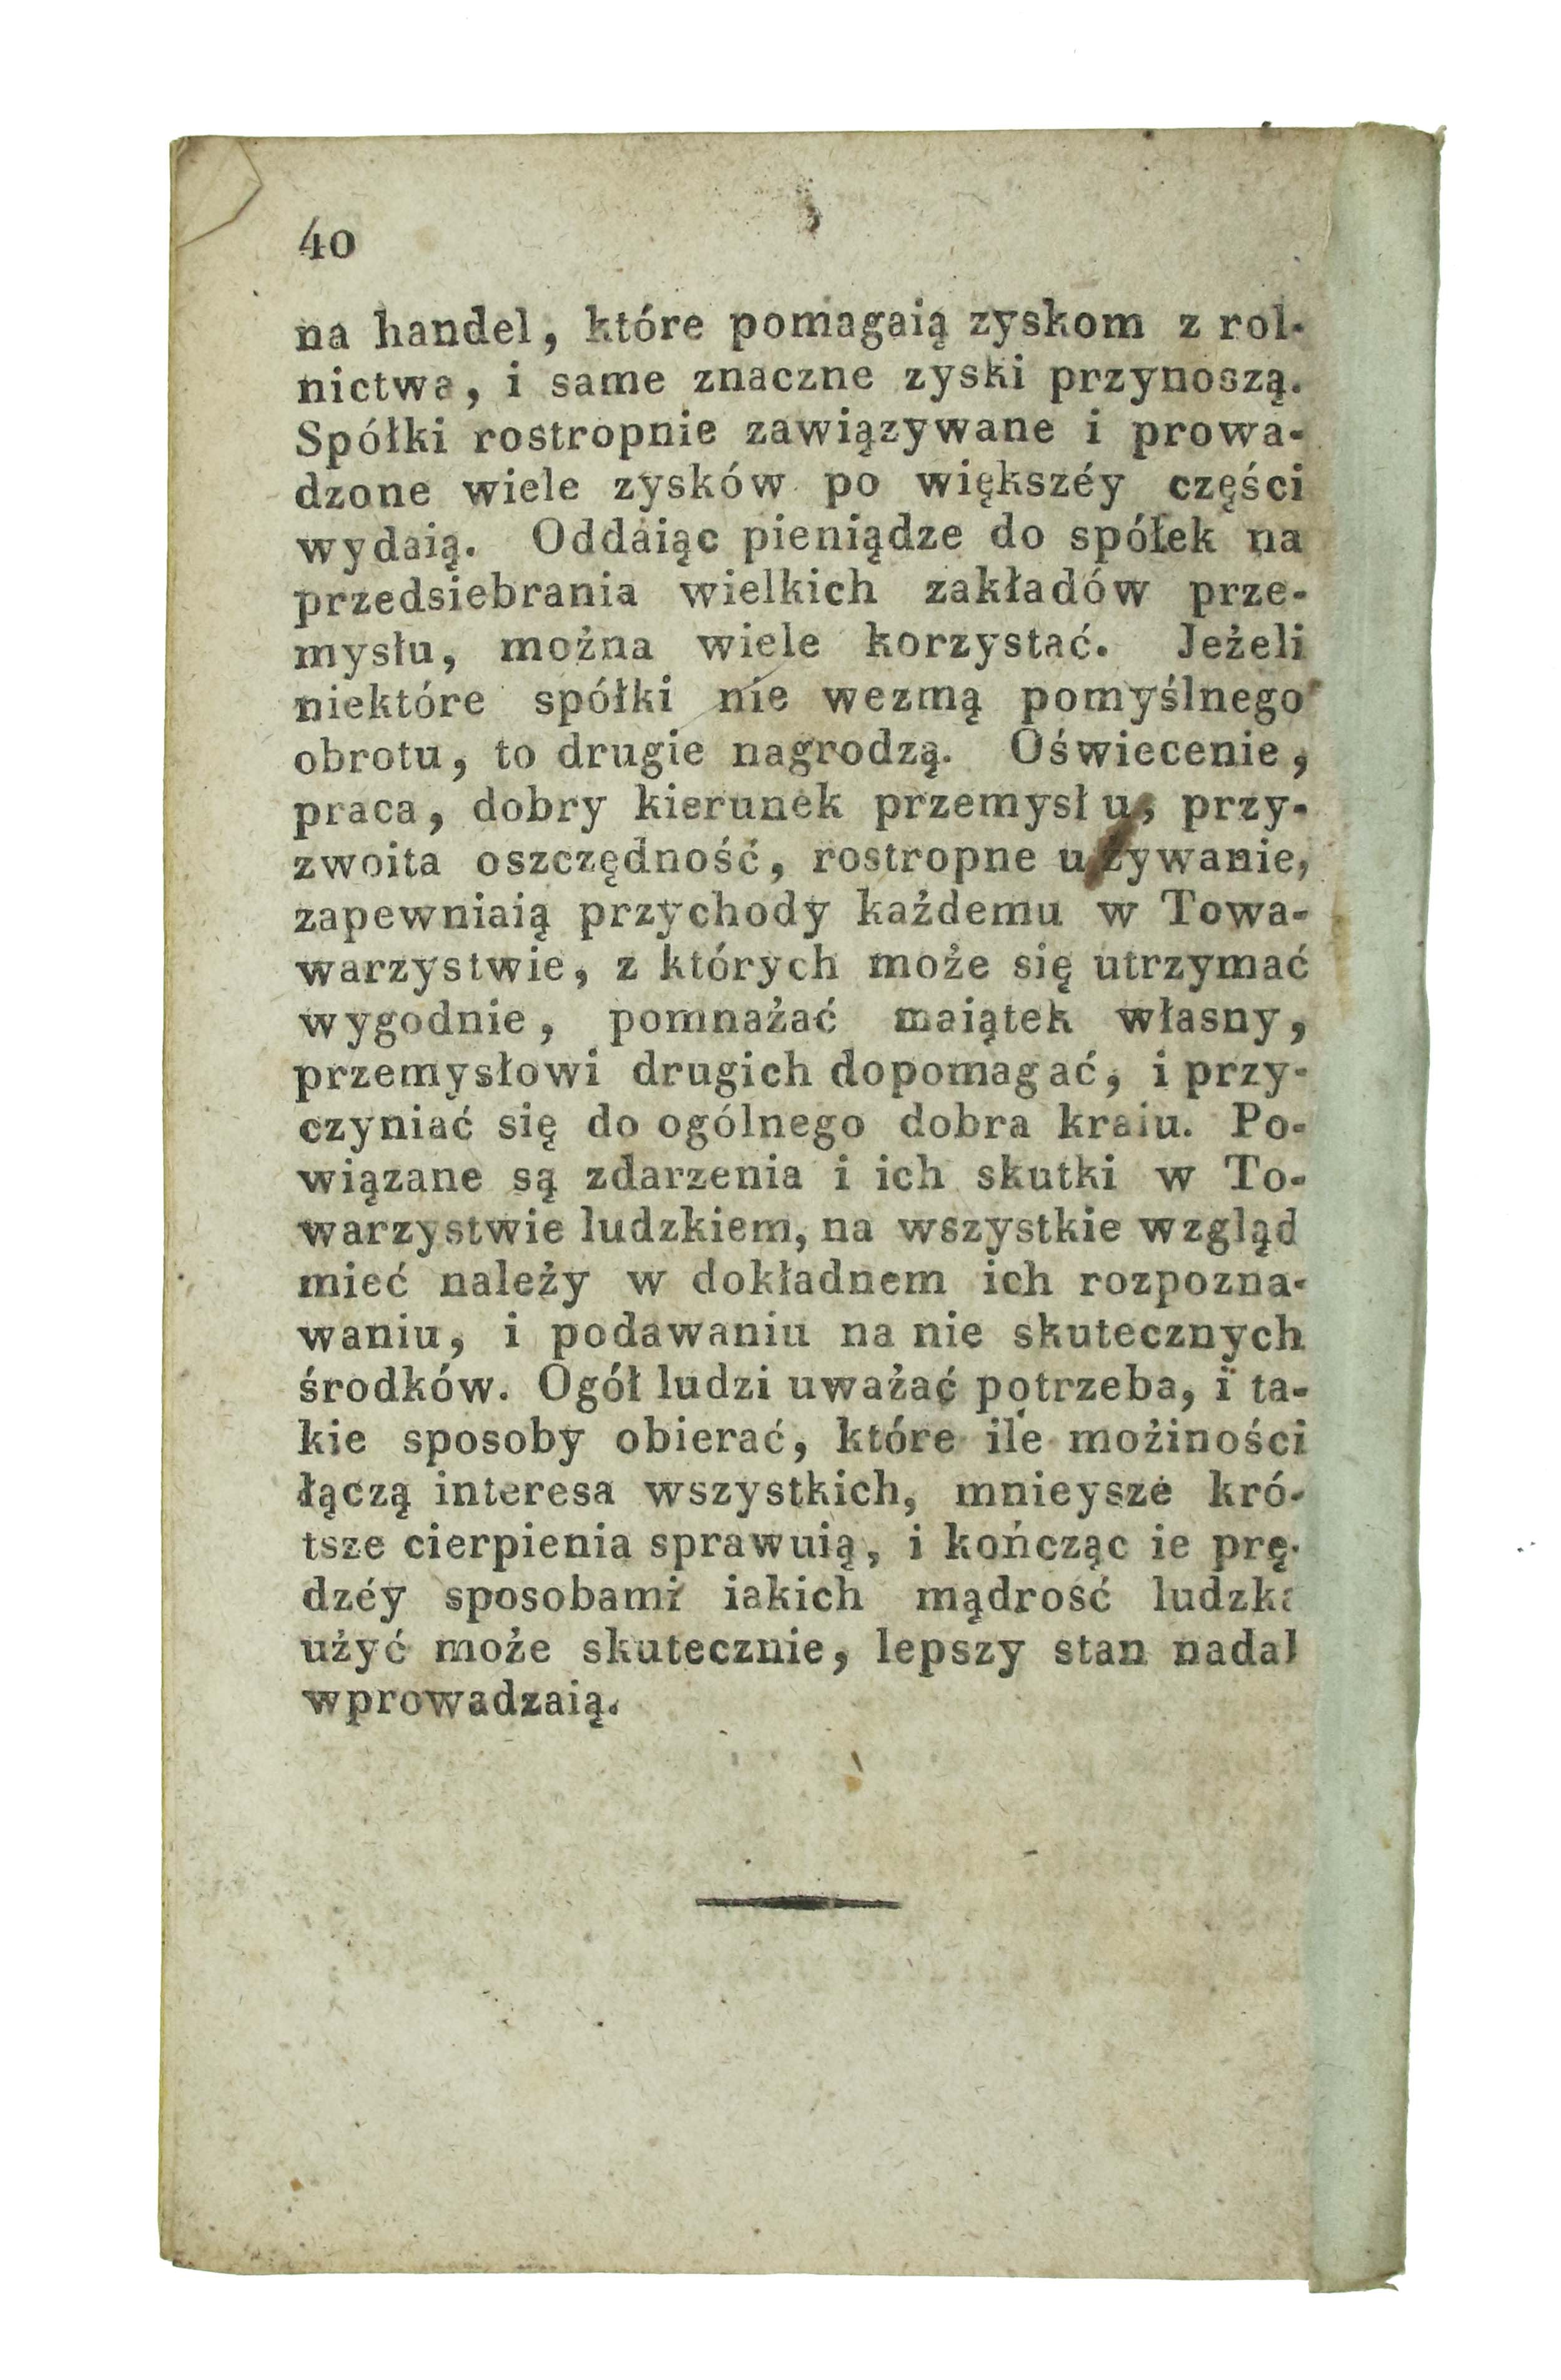 40
na handel, które pomagaią zyskom z rol-
nictwa, i same znaczne zyski przynoszą.
Spółki rostropnie zawiązywane i prowa-
dzone wiele zysków po większéy części
wydaią. Oddaiąc pieniądze do spółek na
przedsiebrania wielkich zakładów prze-
mysłu, można wiele korzystać. Jeżeli
niektóre spółki nie wezmą pomyślnego
obrotu, to drugie nagrodzą. Oświecenie,
praca, dobry kierunek przemysłu, przy-
zwoita oszczędność, rostropne używanie,
zapewniaią przychody każdemu w Towa-
warzystwie, z których może się utrzymać
wygodnie, pomnażać maiątek własny,
przemysłowi drugich dopomagać, i przy-
czyniać się do ogólnego dobra kraiu. Po-
wiązane są zdarzenia i ich skutki w To-
warzystwie ludzkiem, na wszystkie wzgląd
mieć należy w dokładnem ich rozpozna-
waniu, i podawaniu na nie skutecznych
środków. Ogół ludzi uważać potrzeba, i ta-
kie sposoby obierać, które ile możiności
łączą interesa wszystkich, mnieysze kró-
tsze cierpienia sprawuią, i kończąc ie prę-
dzéy sposobami iakich mądrość ludzka
użyć może skutecznie, lepszy stan nadal
wprowadzaią.